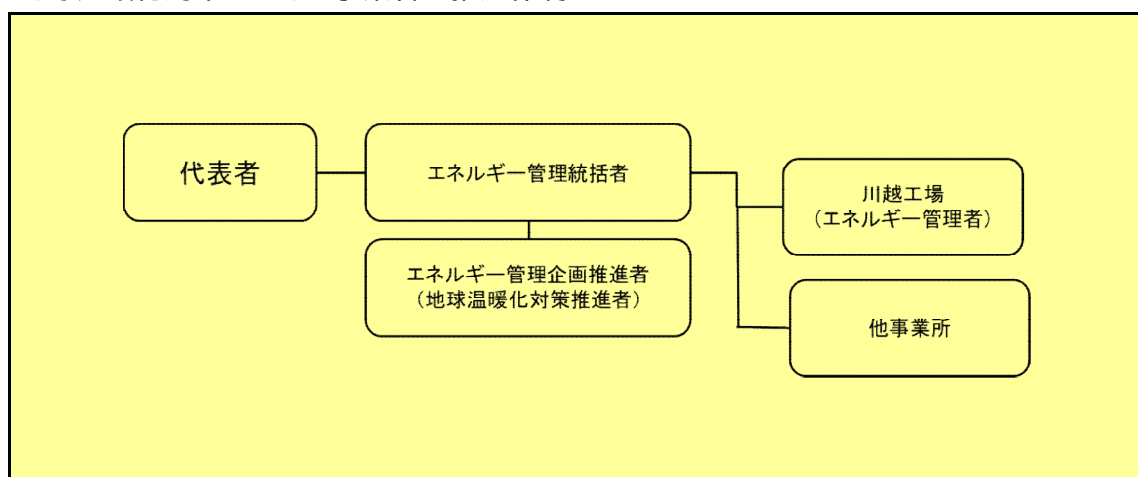 代表者
エネルギー管理統括者
エネルギー管理企画推進者
(地球温暖化対策推進者)
川越工場
(エネルギー管理者)
他事業所